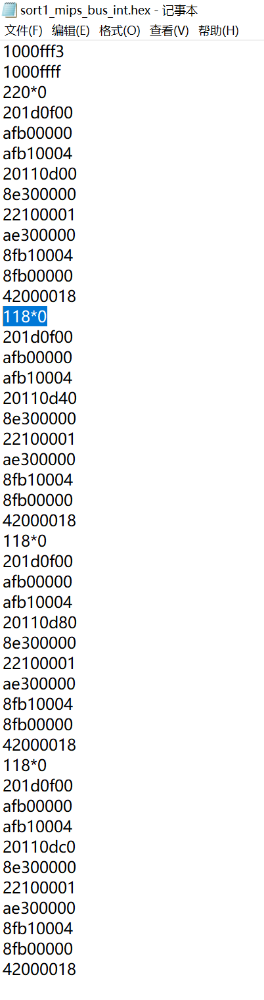 sort1_mips_bus_int.hex - 记事本
文件(F) 编辑(E) 格式(O) 查看(V) 帮助(H)
1000fff3
1000ffff
220*0
201d0f00
afb00000
afb10004
20110d00
8e300000
22100001
ae300000
8fb10004
8fb00000
42000018
118*0
201d0f00
afb00000
afb10004
20110d40
8e300000
22100001
ae300000
8fb10004
8fb00000
42000018
118*0
201d0f00
afb00000
afb10004
20110d80
8e300000
22100001
ae300000
8fb10004
8fb00000
42000018
118*0
201d0f00
afb00000
afb10004
20110dc0
8e300000
22100001
ae300000
8fb10004
8fb00000
42000018